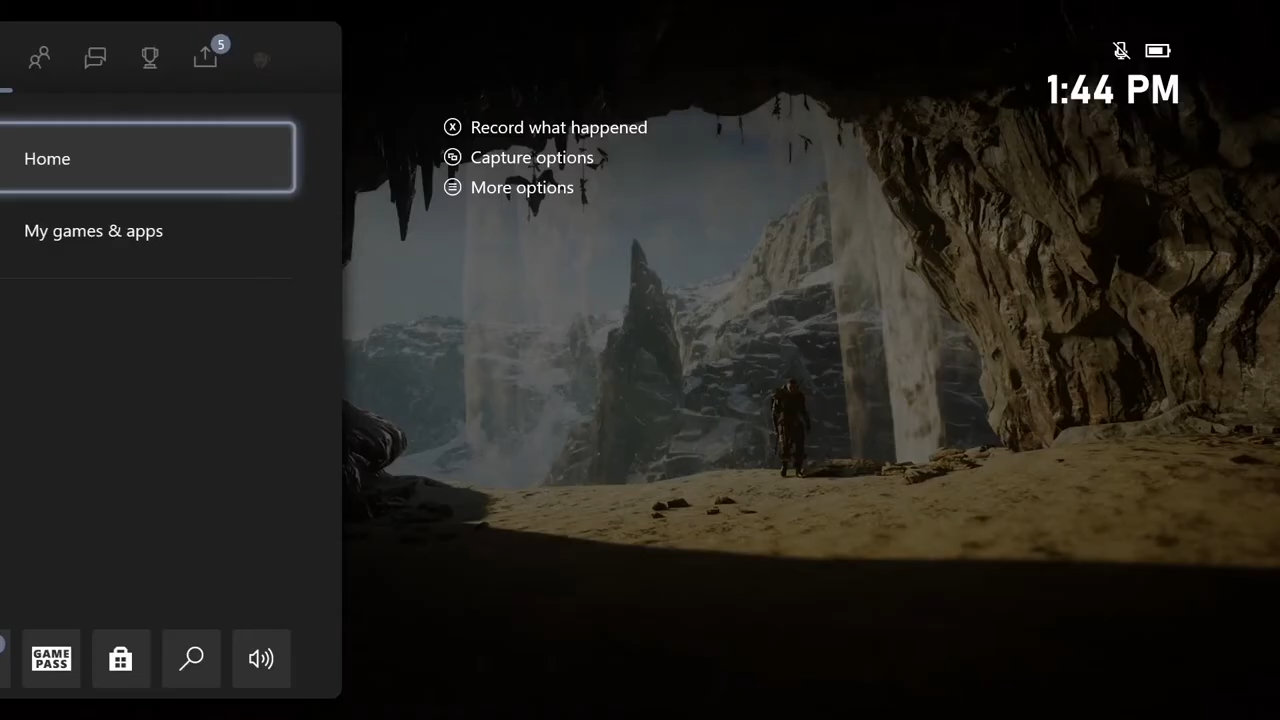 5
1:44 PM
X Record what happened
Capture options
More options
Home
My games & apps
GAME
PASS